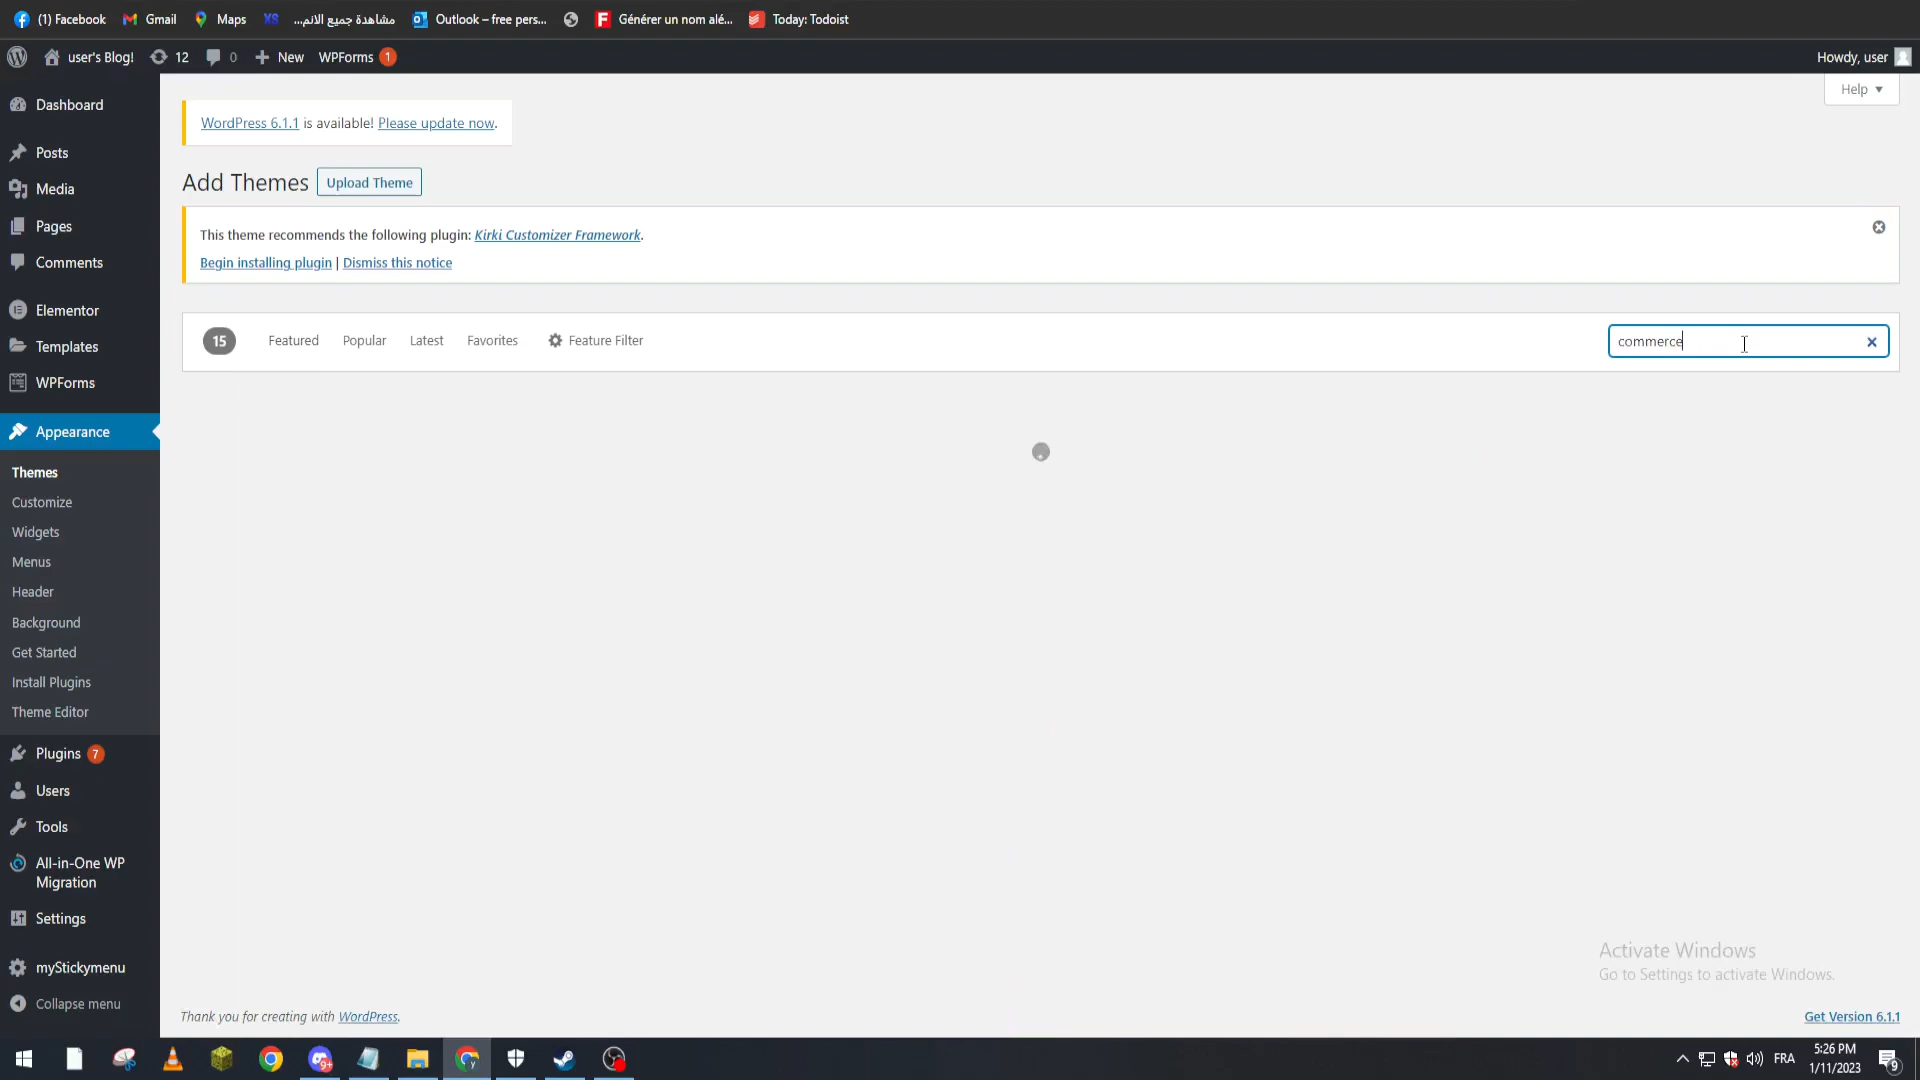 (1) Facebook
Gmail
Maps
XS
مشاهدة جميع الانم...
Outlook – free pers...
Générer un nom alé...
Today: Todoist
user's Blog!
12
0
New
WPForms 1
Howdy, user
Help
Dashboard
Posts
Media
Pages
Comments
Elementor
Templates
WPForms
Appearance
Themes
Customize
Widgets
Menus
Header
Background
Get Started
Install Plugins
Theme Editor
Plugins 7
Users
Tools
All-in-One WP
Migration
Settings
myStickymenu
Collapse menu
WordPress 6.1.1 is available! Please update now.
Add Themes
Upload Theme
This theme recommends the following plugin: Kirki Customizer Framework.
Begin installing plugin | Dismiss this notice
15
Featured
Popular
Latest
Favorites
Feature Filter
commerce
Activate Windows
Go to Settings to activate Windows.
Thank you for creating with WordPress.
Get Version 6.1.1
9+
FRA
5:26 PM
1/11/2023
9